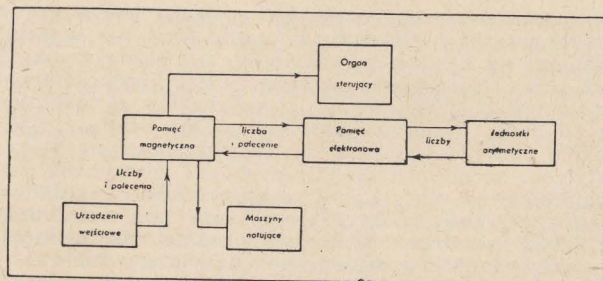 Organ
sterujący
Pamięć
magnetyczna
liczba
i polecenie
Pamięć
elektronowa
liczby
Jednostki
arytmetyczne
Liczby
i polecenia
Urządzenie
wejściowe
Maszyny
notujące